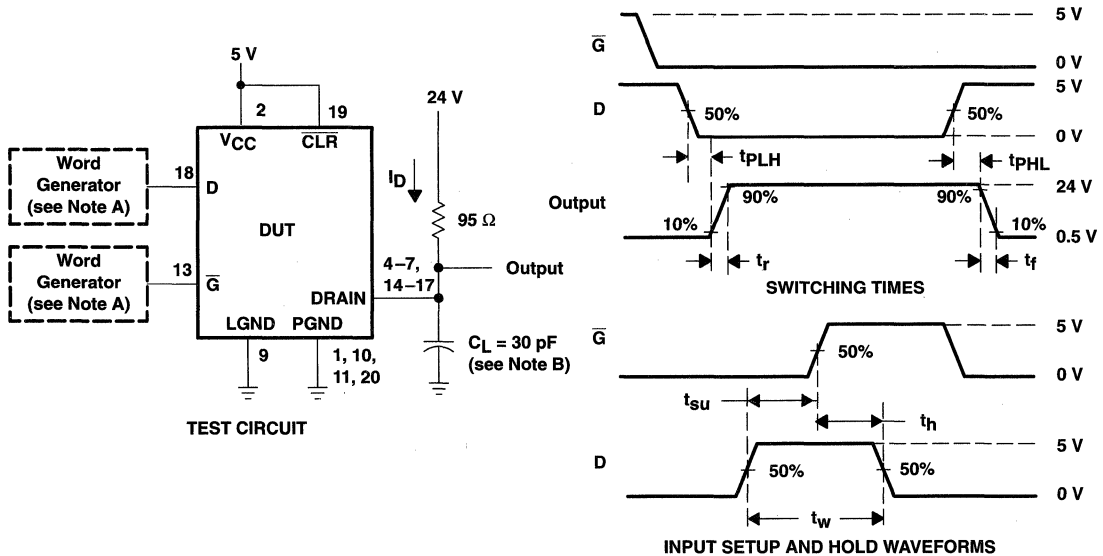 5 V
2
19
VCC
CLR
Word
Generator
(see Note A)
18
D
DUT
Word
Generator
(see Note A)
13
G
LGND
PGND
9
1, 10,
11, 20
DRAIN
4–7,
14–17
24 V
ID
95 Ω
Output
CL = 30 pF
(see Note B)
TEST CIRCUIT
G
5 V
0 V
D
50%
50%
5 V
0 V
tPLH
tPHL
Output
10%
90%
90%
10%
24 V
0.5 V
tr
tf
SWITCHING TIMES
G
50%
5 V
0 V
tsu
th
D
50%
50%
5 V
0 V
tw
INPUT SETUP AND HOLD WAVEFORMS